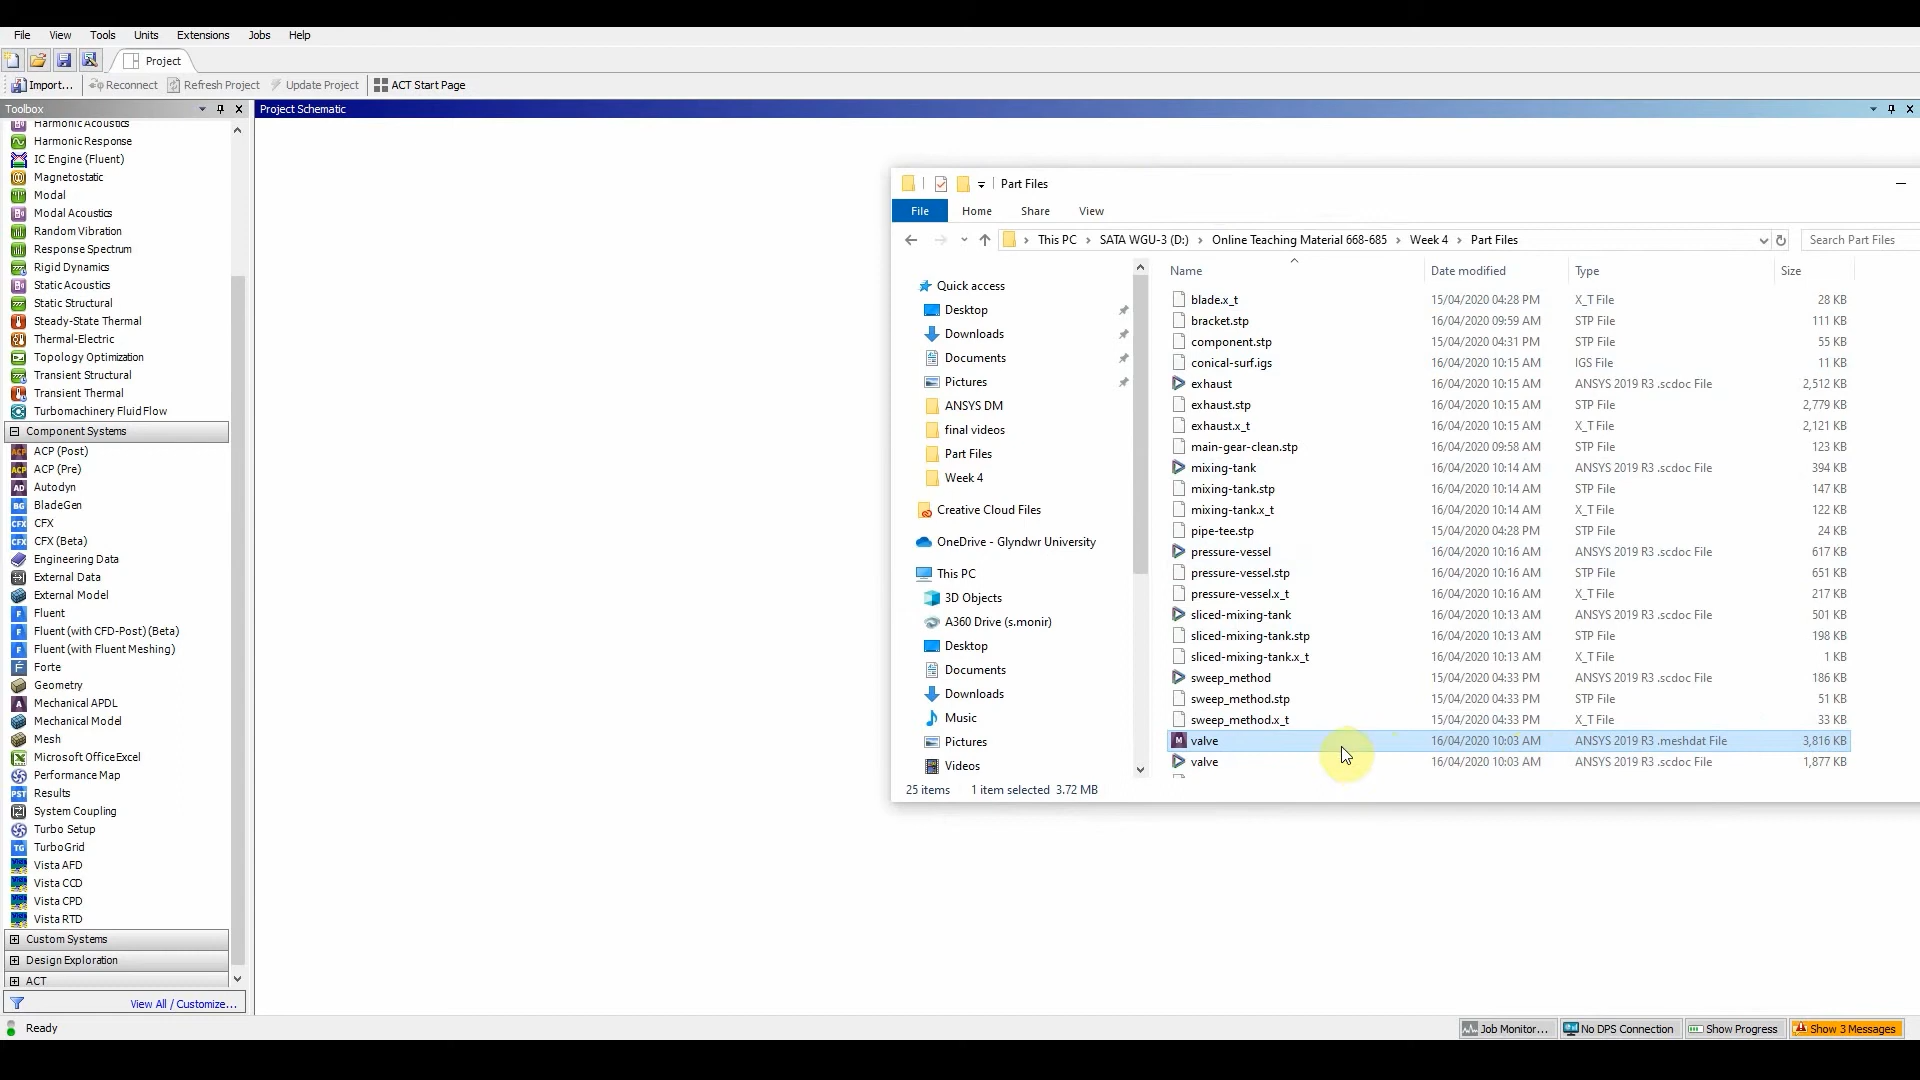 File View Tools Units Extensions Jobs Help
Project
Import... Reconnect Refresh Project Update Project ACT Start Page
Toolbox
Harmonic Acoustics
Harmonic Response
IC Engine (Fluent)
Magnetostatic
Modal
Modal Acoustics
Random Vibration
Response Spectrum
Rigid Dynamics
Static Acoustics
Static Structural
Steady-State Thermal
Thermal-Electric
Topology Optimization
Transient Structural
Transient Thermal
Turbomachinery Fluid Flow
Component Systems
ACP (Post)
ACP (Pre)
Autodyn
BladeGen
CFX
CFX (Beta)
Engineering Data
External Data
External Model
Fluent
Fluent (with CFD-Post) (Beta)
Fluent (with Fluent Meshing)
Forte
Geometry
Mechanical APDL
Mechanical Model
Mesh
Microsoft Office Excel
Performance Map
Results
System Coupling
Turbo Setup
TurboGrid
Vista AFD
Vista CCD
Vista CPD
Vista RTD
Custom Systems
Design Exploration
ACT
View All / Customize...
Project Schematic
Part Files
File Home Share View
This PC › SATA WGU-3 (D:) › Online Teaching Material 668-685 › Week 4 › Part Files
Search Part Files
Quick access
Desktop
Downloads
Documents
Pictures
ANSYS DM
final videos
Part Files
Week 4
Creative Cloud Files
OneDrive - Glyndwr University
This PC
3D Objects
A360 Drive (s.monir)
Desktop
Documents
Downloads
Music
Pictures
Videos
Name Date modified Type Size
blade.x_t 15/04/2020 04:28 PM X_T File 28 KB
bracket.stp 16/04/2020 09:59 AM STP File 111 KB
component.stp 15/04/2020 04:31 PM STP File 55 KB
conical-surf.igs 16/04/2020 10:15 AM IGS File 11 KB
exhaust 16/04/2020 10:15 AM ANSYS 2019 R3 .scdoc File 2,512 KB
exhaust.stp 16/04/2020 10:15 AM STP File 2,779 KB
exhaust.x_t 16/04/2020 10:15 AM X_T File 2,121 KB
main-gear-clean.stp 16/04/2020 09:58 AM STP File 123 KB
mixing-tank 16/04/2020 10:14 AM ANSYS 2019 R3 .scdoc File 394 KB
mixing-tank.stp 16/04/2020 10:14 AM STP File 147 KB
mixing-tank.x_t 16/04/2020 10:14 AM X_T File 122 KB
pipe-tee.stp 15/04/2020 04:28 PM STP File 24 KB
pressure-vessel 16/04/2020 10:16 AM ANSYS 2019 R3 .scdoc File 617 KB
pressure-vessel.stp 16/04/2020 10:16 AM STP File 651 KB
pressure-vessel.x_t 16/04/2020 10:16 AM X_T File 217 KB
sliced-mixing-tank 16/04/2020 10:13 AM ANSYS 2019 R3 .scdoc File 501 KB
sliced-mixing-tank.stp 16/04/2020 10:13 AM STP File 198 KB
sliced-mixing-tank.x_t 16/04/2020 10:13 AM X_T File 1 KB
sweep_method 15/04/2020 04:33 PM ANSYS 2019 R3 .scdoc File 186 KB
sweep_method.stp 15/04/2020 04:33 PM STP File 51 KB
sweep_method.x_t 15/04/2020 04:33 PM X_T File 33 KB
valve 16/04/2020 10:03 AM ANSYS 2019 R3 .meshdat File 3,816 KB
valve 16/04/2020 10:03 AM ANSYS 2019 R3 .scdoc File 1,877 KB
25 items 1 item selected 3.72 MB
Ready
Job Monitor... No DPS Connection Show Progress Show 3 Messages